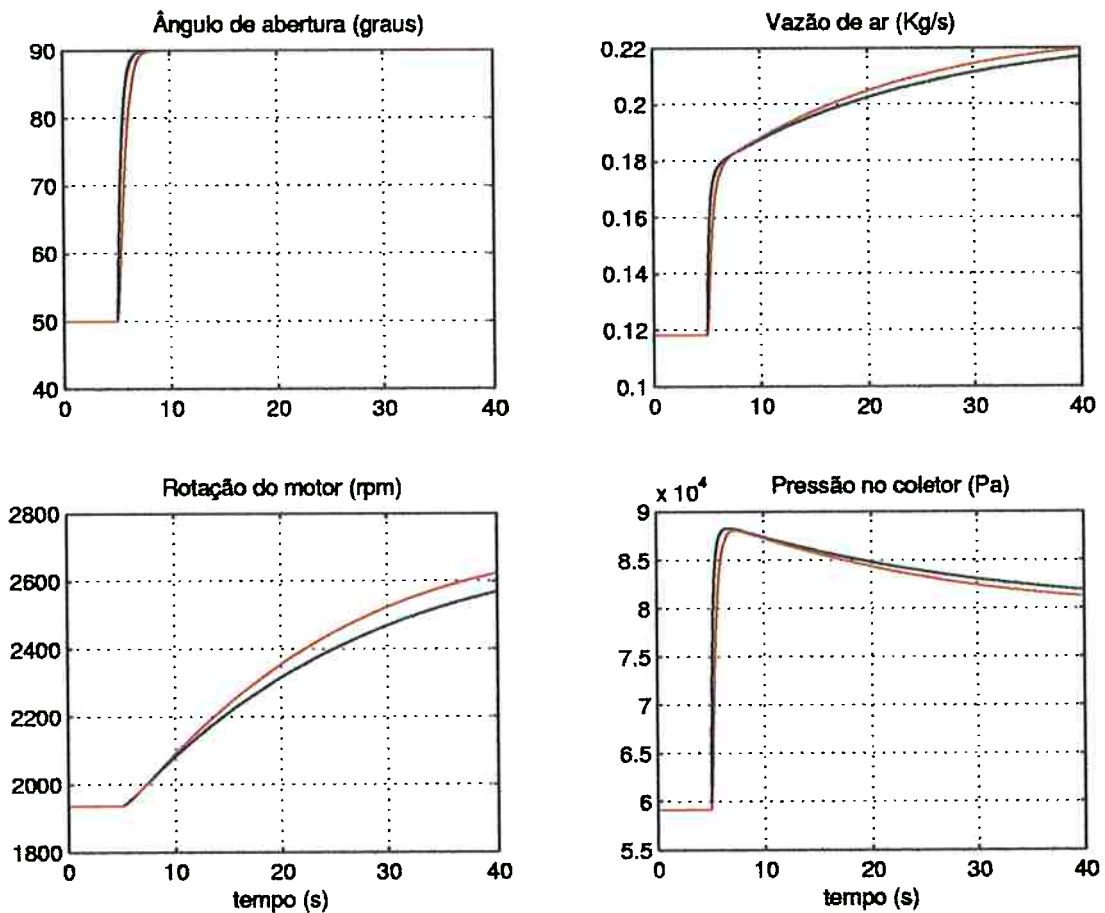 Ângulo de abertura (graus)
90
80
70
60
50
40
0 10 20 30 40
Vazão de ar (Kg/s)
0.22
0.2
0.18
0.16
0.14
0.12
0.1
0 10 20 30 40
Rotação do motor (rpm)
2800
2600
2400
2200
2000
1800
0 10 20 30 40
tempo (s)
x 10⁴
Pressão no coletor (Pa)
9
8.5
8
7.5
7
6.5
6
5.5
0 10 20 30 40
tempo (s)